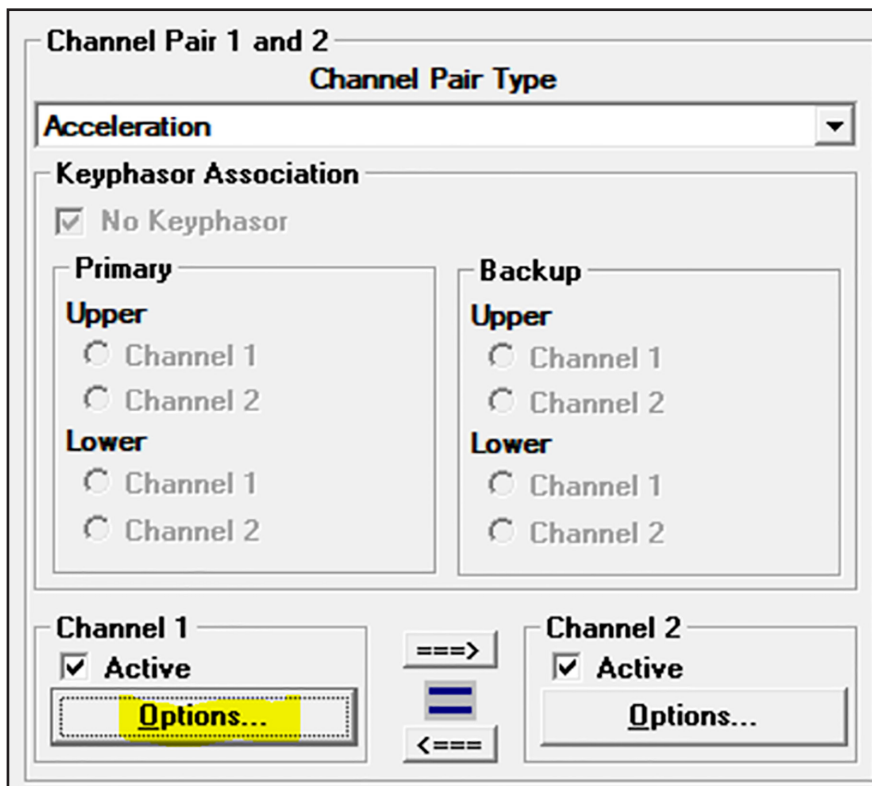 Channel Pair 1 and 2
Channel Pair Type
Acceleration
Keyphasor Association
No Keyphasor
Primary
Upper
Channel 1
Channel 2
Lower
Channel 1
Channel 2
Backup
Upper
Channel 1
Channel 2
Lower
Channel 1
Channel 2
Channel 1
Active
Options...
===>
=
<===
Channel 2
Active
Options...